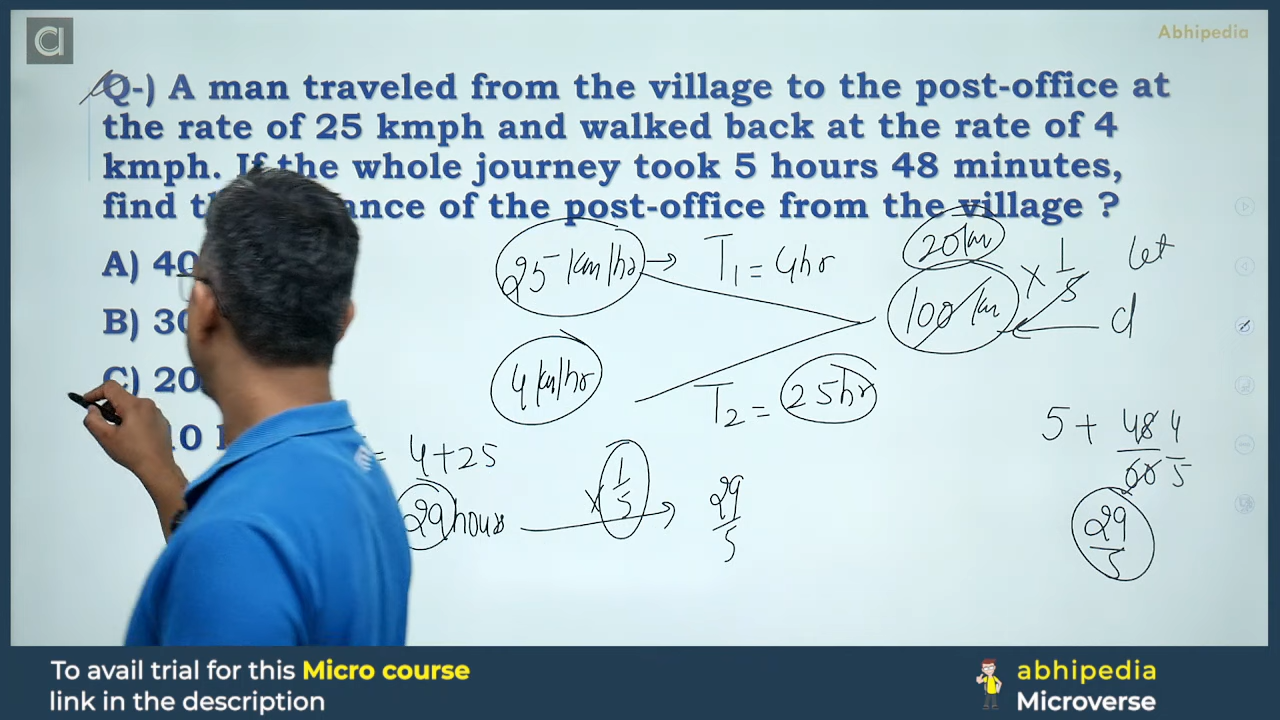 Abhipedia
Q-) A man traveled from the village to the post-office at
the rate of 25 kmph and walked back at the rate of 4
kmph. If the whole journey took 5 hours 48 minutes,
find ance of the post-office from the village ?
A) 40
B) 30
C) 20
10
25 km/hr → T1 = 4hr
20 km
100 km
× 1/5
let
d
4 km/hr
T2 = 25hr
= 4+25
29 hours
× 1/5
29/5
5 + 48/60 4/5
29/5
To avail trial for this Micro course
link in the description
abhipedia
Microverse